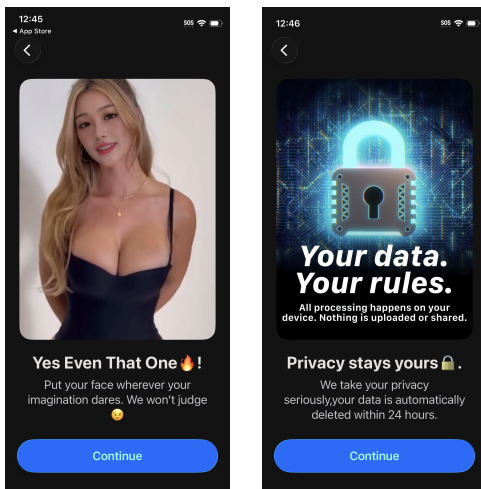 12:45
SOS
◀ App Store
Yes Even That One🔥!
Put your face wherever your
imagination dares. We won't judge
😉
Continue
12:46
SOS
Your data.
Your rules.
All processing happens on your
device. Nothing is uploaded or shared.
Privacy stays yours🔒.
We take your privacy
seriously,your data is automatically
deleted within 24 hours.
Continue